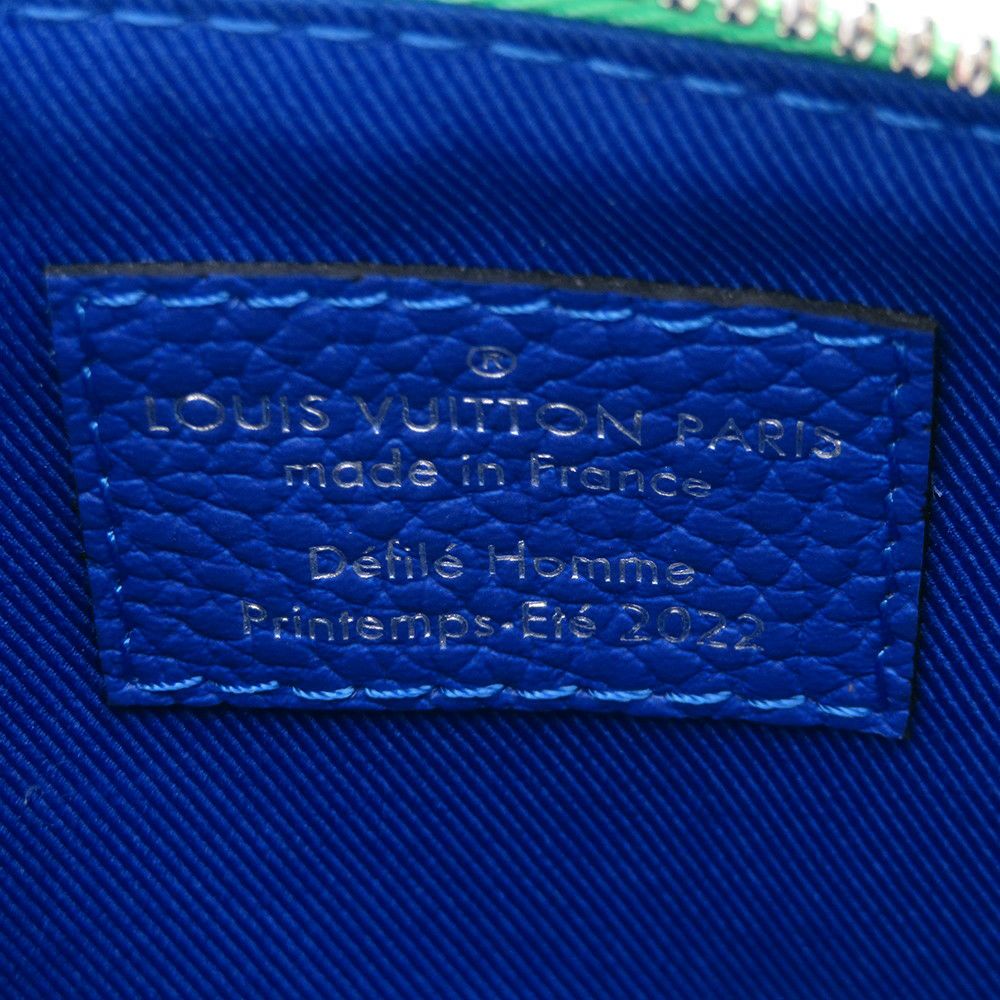 ®
LOUIS VUITTON PARIS
made in France
Défilé Homme
Printemps-Eté 2022